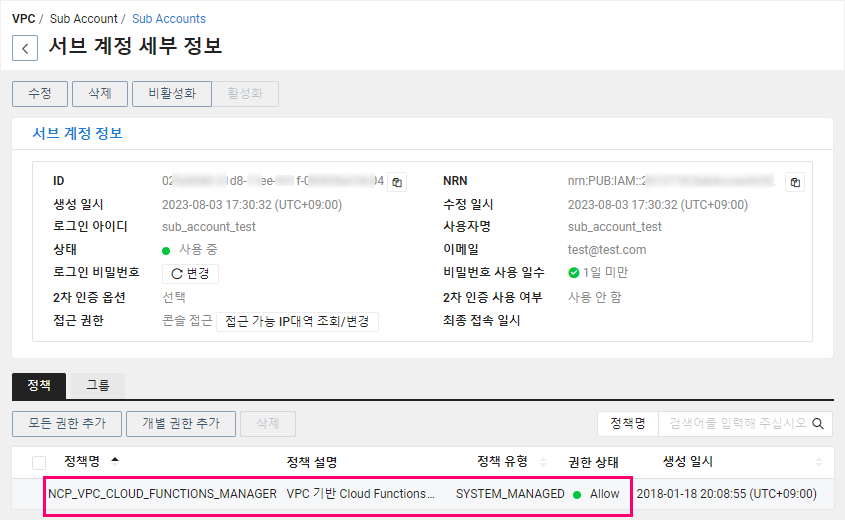 VPC / Sub Account / Sub Accounts
서브 계정 세부 정보
수정 삭제 비활성화 활성화
서브 계정 정보
ID NRN nrn:PUB:IAM::
생성 일시 2023-08-03 17:30:32 (UTC+09:00) 수정 일시 2023-08-03 17:30:32 (UTC+09:00)
로그인 아이디 sub_account_test 사용자명 sub_account_test
상태 사용 중 이메일 test@test.com
로그인 비밀번호 변경 비밀번호 사용 일수 1일 미만
2차 인증 옵션 선택 2차 인증 사용 여부 사용 안 함
접근 권한 콘솔 접근 접근 가능 IP대역 조회/변경 최종 접속 일시
정책 그룹
모든 권한 추가 개별 권한 추가 삭제 정책명 검색어를 입력해 주십시오
정책명 정책 설명 정책 유형 권한 상태 생성 일시
NCP_VPC_CLOUD_FUNCTIONS_MANAGER VPC 기반 Cloud Functions... SYSTEM_MANAGED Allow 2018-01-18 20:08:55 (UTC+09:00)